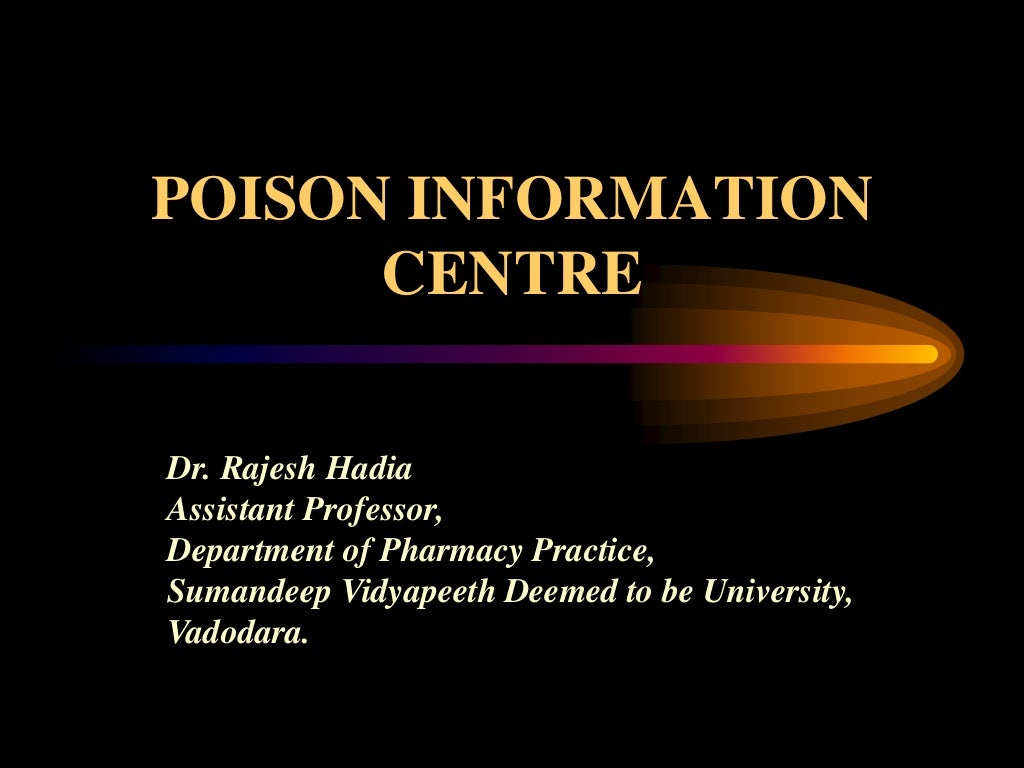 POISON INFORMATION
CENTRE
Dr. Rajesh Hadia
Assistant Professor,
Department of Pharmacy Practice,
Sumandeep Vidyapeeth Deemed to be University,
Vadodara.